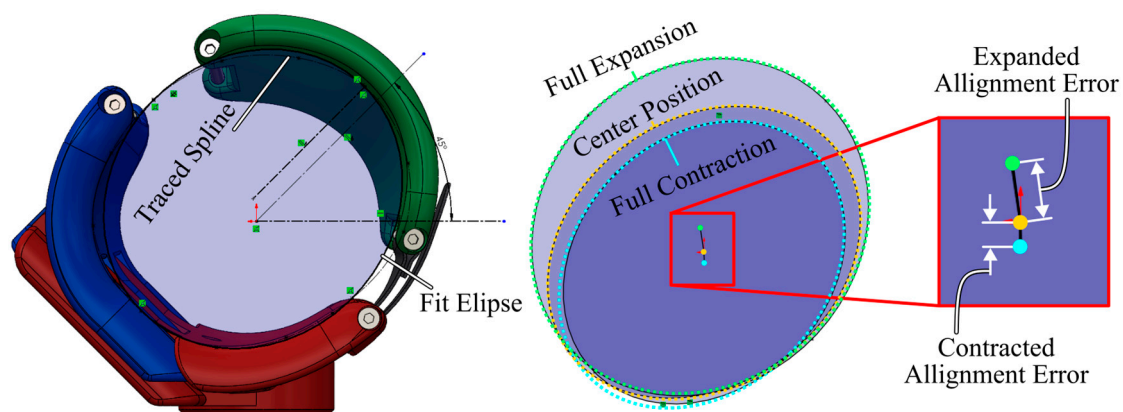 Traced Spline
45°
Fit Elipse
Full Expansion
Center Position
Full Contraction
Expanded
Allignment Error
Contracted
Allignment Error